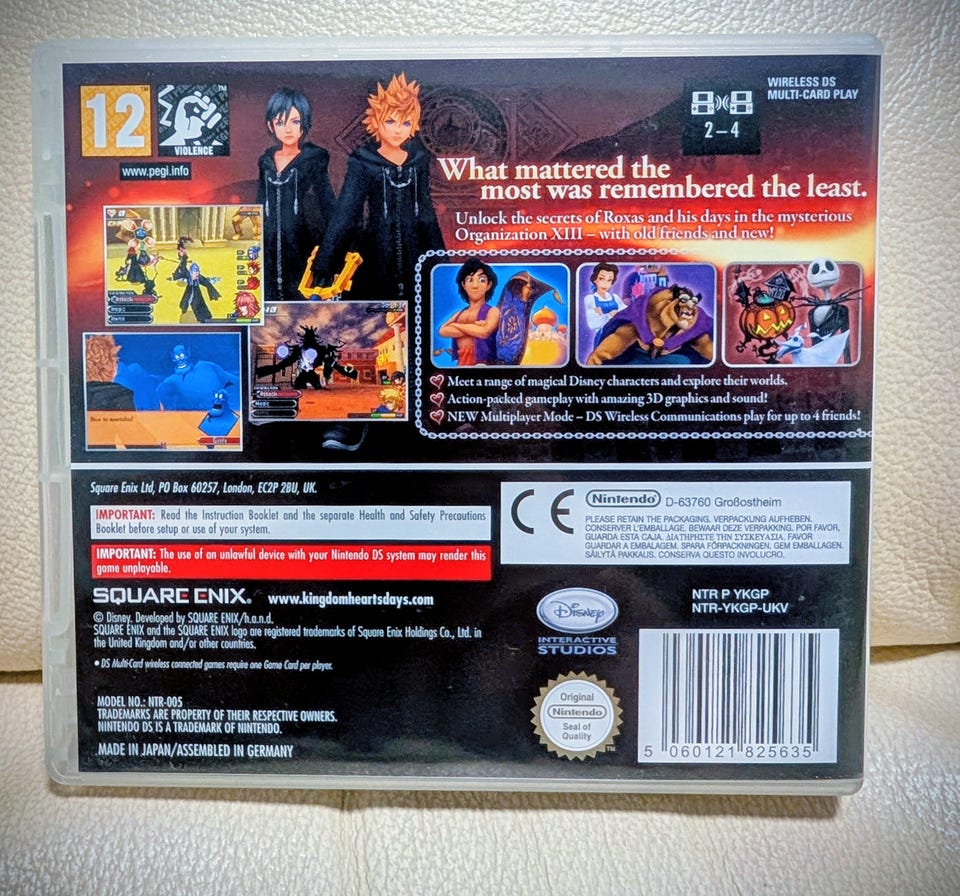 12
VIOLENCE
www.pegi.info
WIRELESS DS
MULTI-CARD PLAY
2 – 4
What mattered the
most was remembered the least.
Unlock the secrets of Roxas and his days in the mysterious
Organization XIII – with old friends and new!
Attack
Magic
Items
Attack
Magic
Meet a range of magical Disney characters and explore their worlds.
Action-packed gameplay with amazing 3D graphics and sound!
NEW Multiplayer Mode – DS Wireless Communications play for up to 4 friends!
Square Enix Ltd, PO Box 60257, London, EC2P 2BU, UK.
IMPORTANT: Read the Instruction Booklet and the separate Health and Safety Precautions
Booklet before setup or use of your system.
IMPORTANT: The use of an unlawful device with your Nintendo DS system may render this
game unplayable.
SQUARE ENIX. www.kingdomheartsdays.com
© Disney. Developed by SQUARE ENIX/h.a.n.d.
SQUARE ENIX and the SQUARE ENIX logo are registered trademarks of Square Enix Holdings Co., Ltd. in
the United Kingdom and/or other countries.
• DS Multi-Card wireless connected games require one Game Card per player.
MODEL NO.: NTR-005
TRADEMARKS ARE PROPERTY OF THEIR RESPECTIVE OWNERS.
NINTENDO DS IS A TRADEMARK OF NINTENDO.
MADE IN JAPAN/ASSEMBLED IN GERMANY
CE
Nintendo® D-63760 Großostheim
PLEASE RETAIN THE PACKAGING. VERPACKUNG AUFHEBEN.
CONSERVER L'EMBALLAGE. BEWAAR DEZE VERPAKKING. POR FAVOR,
GUARDA ESTA CAJA. ΔΙΑΤΗΡΗΣΤΕ ΤΗΝ ΣΥΣΚΕΥΑΣΙΑ. FAVOR
GUARDAR A EMBALAGEM. SPARA FÖRPACKNINGEN. GEM EMBALLAGEN.
SÄILYTÄ PAKKAUS. CONSERVA QUESTO INVOLUCRO.
Disney
INTERACTIVE
STUDIOS
NTR P YKGP
NTR-YKGP-UKV
Original
Nintendo
Seal of
Quality
TM
5 060121 825635